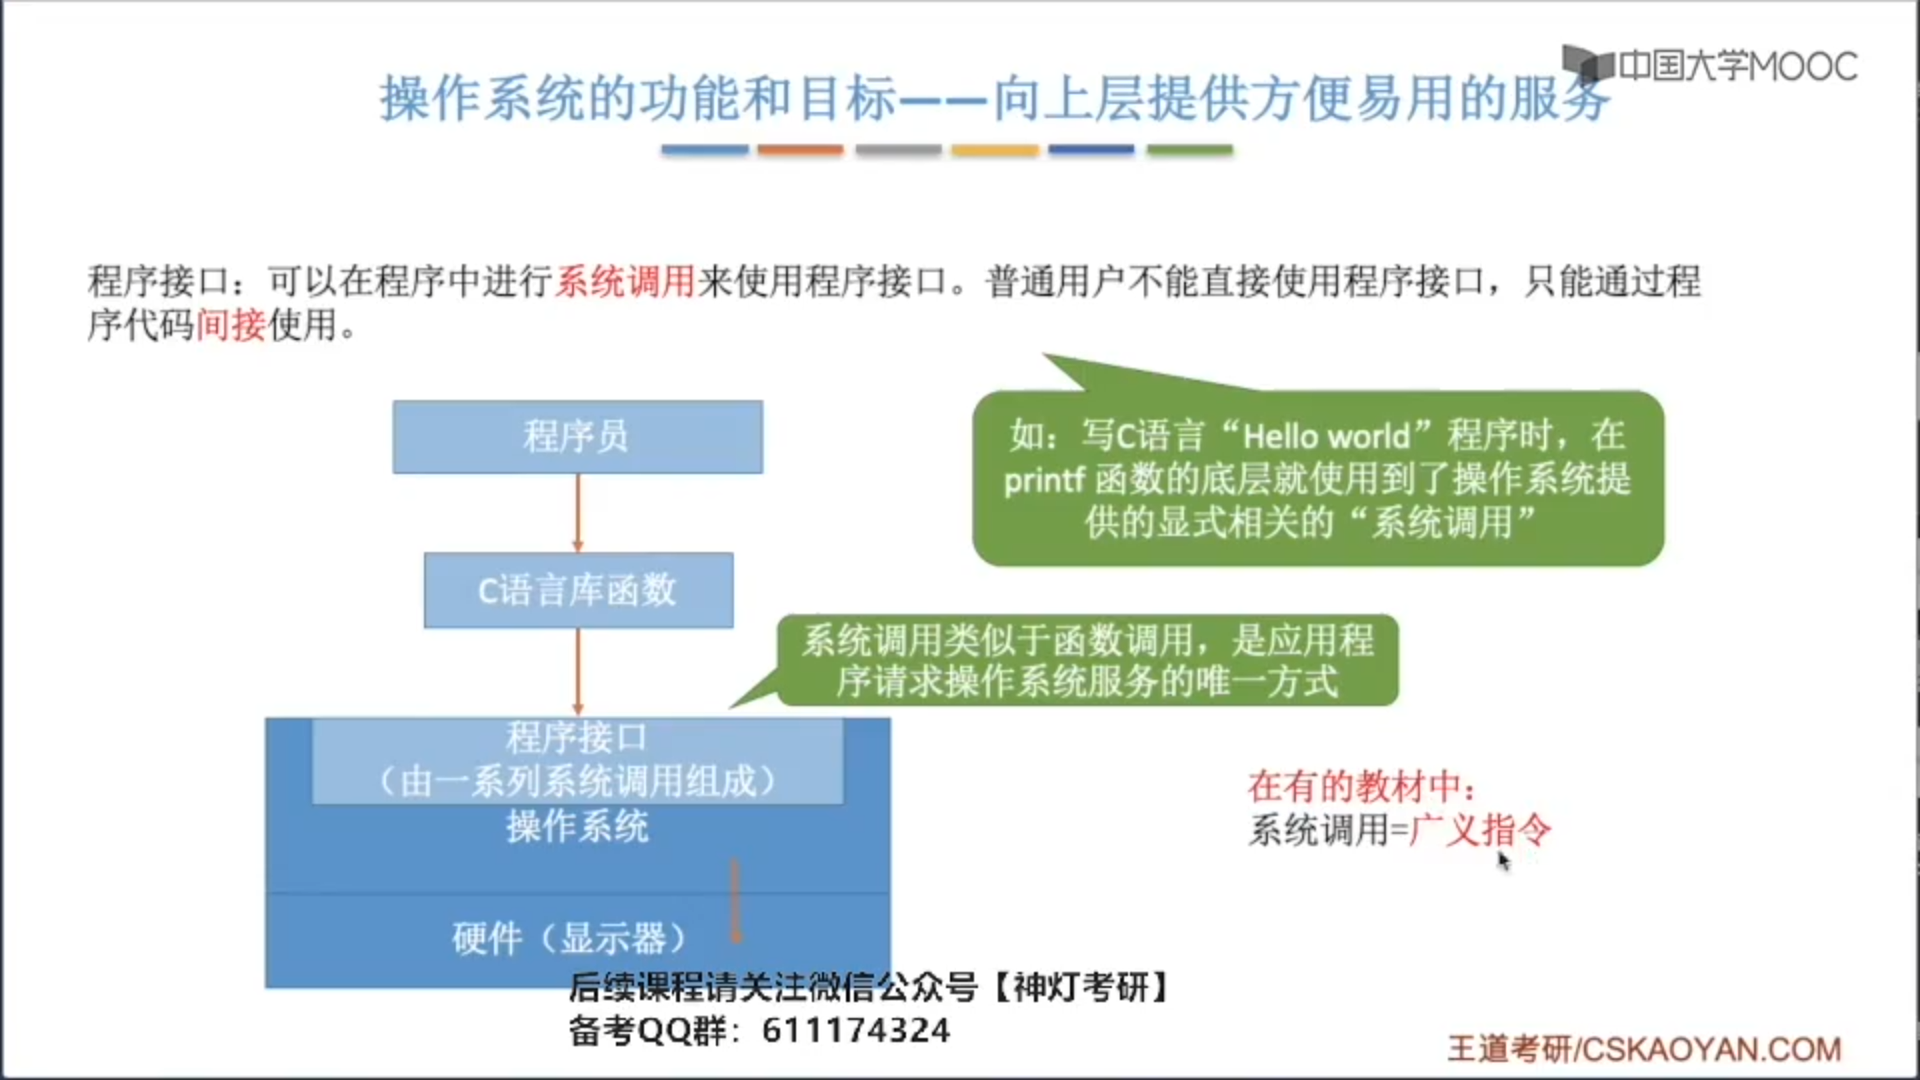 中国大学MOOC
操作系统的功能和目标——向上层提供方便易用的服务
程序接口：可以在程序中进行系统调用来使用程序接口。普通用户不能直接使用程序接口，只能通过程
序代码间接使用。
程序员
如：写C语言“Hello world”程序时，在
printf 函数的底层就使用到了操作系统提
供的显式相关的“系统调用”
C语言库函数
系统调用类似于函数调用，是应用程
序请求操作系统服务的唯一方式
程序接口
（由一系列系统调用组成）
操作系统
在有的教材中：
系统调用=广义指令
硬件（显示器）
后续课程请关注微信公众号【神灯考研】
备考QQ群：611174324
王道考研/CSKAOYAN.COM